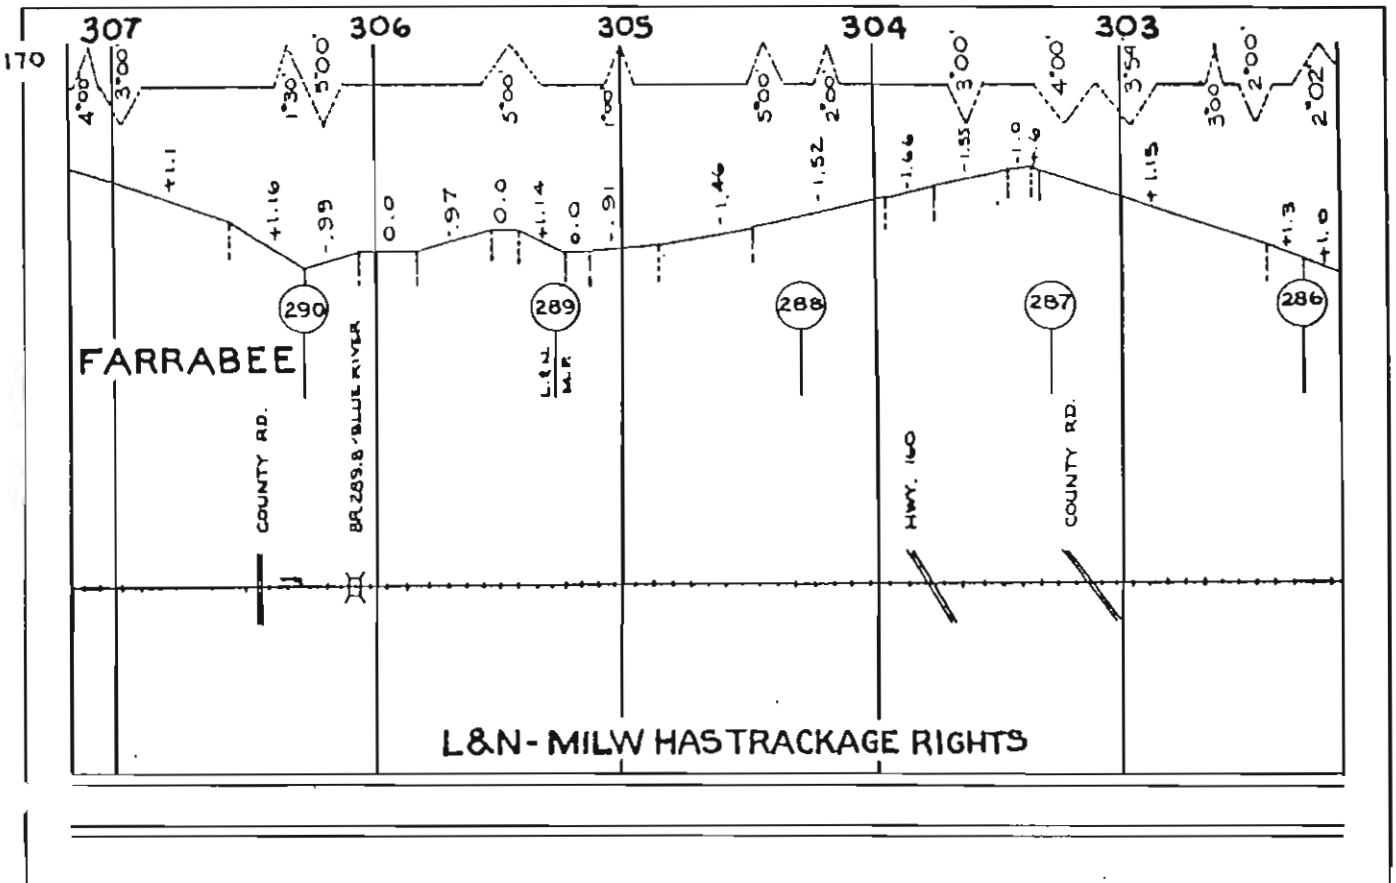 307 306 305 304 303
170
4°00' 3°00' 1°30' 5°00' 5°00' 1°00' 5°00' 2°00' 3°00' 4°00' 3°59' 3°00' 2°00' 2°02'
+1.1 +1.16 -.99 0.0 -.97 0.0 +1.14 0.0 -.91 -1.46 -1.52 -1.66 -1.55 -1.0 +.6 +1.15 +1.3 +1.0
290 289 288 287 286
FARRABEE
L.&N.
M.P.
COUNTY RD.
BR.289.8-BLUE RIVER
HWY. 160
COUNTY RD.
L&N-MILW HAS TRACKAGE RIGHTS